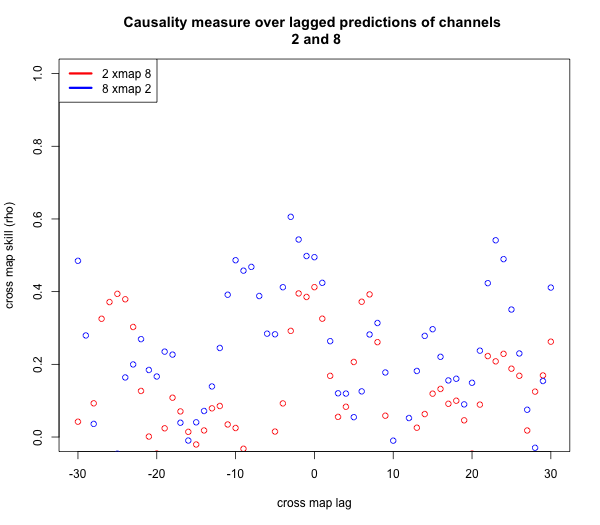 Causality measure over lagged predictions of channels
2 and 8
2 xmap 8
8 xmap 2
1.0
0.8
0.6
0.4
0.2
0.0
cross map skill (rho)
-30 -20 -10 0 10 20 30
cross map lag